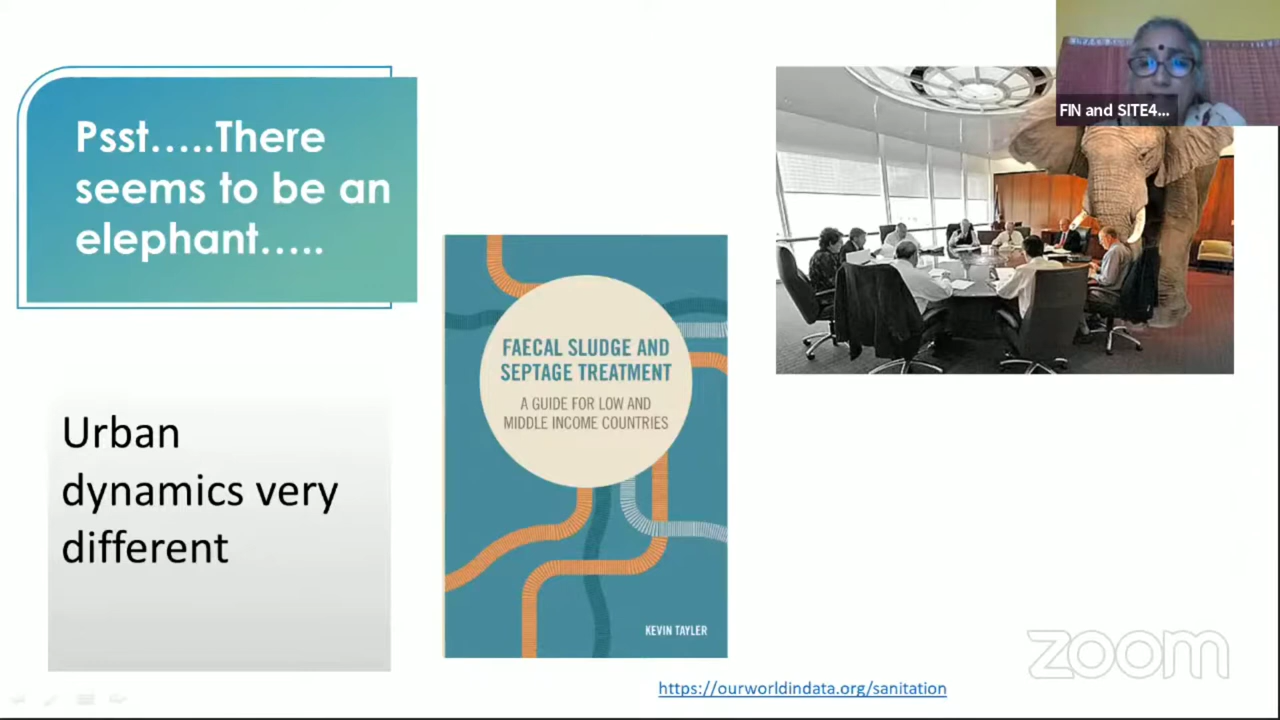 Psst.....There
seems to be an
elephant.....
FIN and SITE4...
FAECAL SLUDGE AND
SEPTAGE TREATMENT
A GUIDE FOR LOW AND
MIDDLE INCOME COUNTRIES
KEVIN TAYLER
Urban
dynamics very
different
zoom
https://ourworldindata.org/sanitation